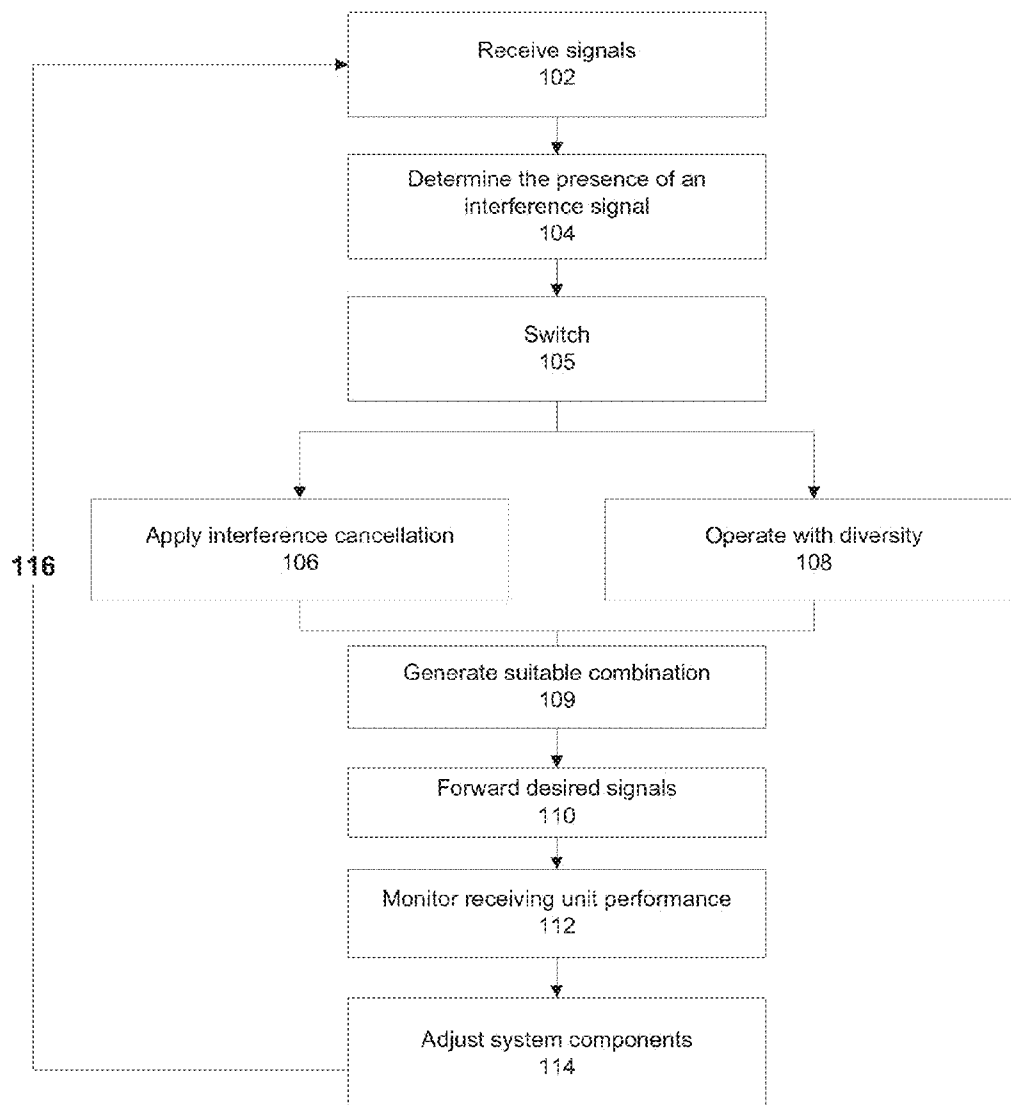 Receive signals
102
Determine the presence of an
interference signal
104
Switch
105
Apply interference cancellation
106
Operate with diversity
108
116
Generate suitable combination
109
Forward desired signals
110
Monitor receiving unit performance
112
Adjust system components
114